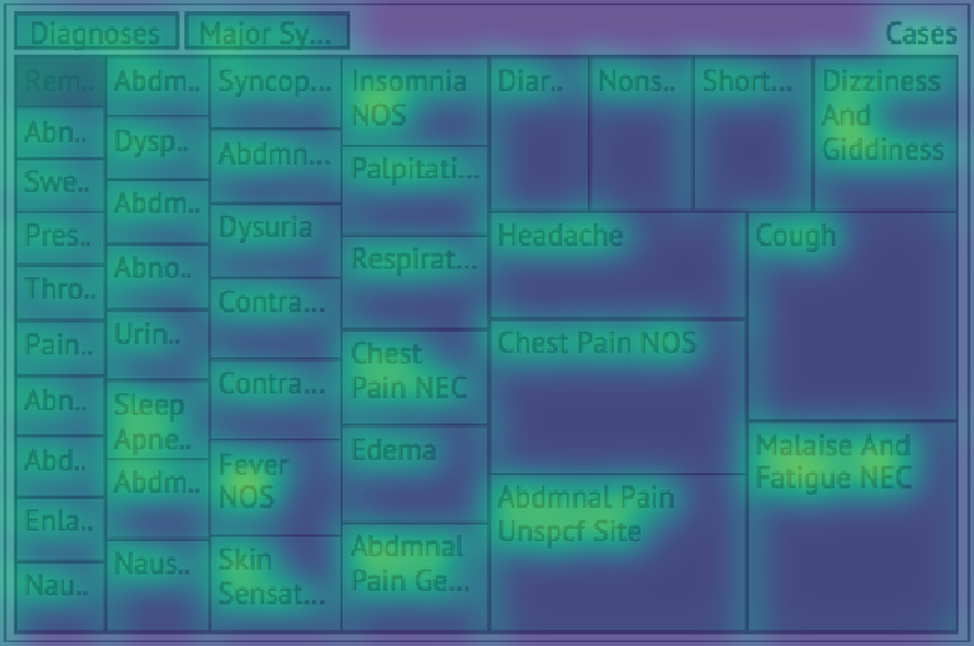 Diagnoses
Major Sy...
Cases
Rem..
Abn..
Swe..
Pres..
Thro..
Pain..
Abn..
Abd..
Enla..
Nau..
Abdm..
Dysp..
Abdm..
Abno..
Urin..
Sleep
Apne..
Abdm..
Naus..
Syncop...
Abdmn...
Dysuria
Contra...
Contra...
Fever
NOS
Skin
Sensat...
Insomnia
NOS
Palpitati...
Respirat...
Chest
Pain NEC
Edema
Abdmnal
Pain Ge...
Diar..
Nons..
Short...
Dizziness
And
Giddiness
Headache
Cough
Chest Pain NOS
Malaise And
Fatigue NEC
Abdmnal Pain
Unspcf Site